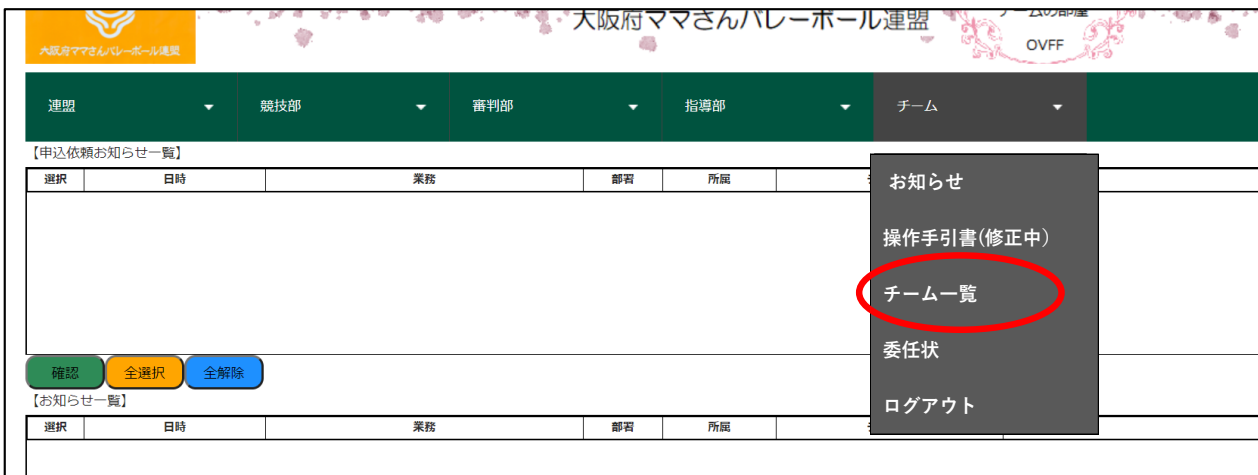 大阪府ママさんバレーボール連盟
大阪府ママさんバレーボール連盟
OVFF
連盟 競技部 審判部 指導部 チーム
【申込依頼お知らせ一覧】
選択 日時 業務 部署 所属
お知らせ
操作手引書(修正中)
チーム一覧
委任状
ログアウト
確認 全選択 全解除
【お知らせ一覧】
選択 日時 業務 部署 所属